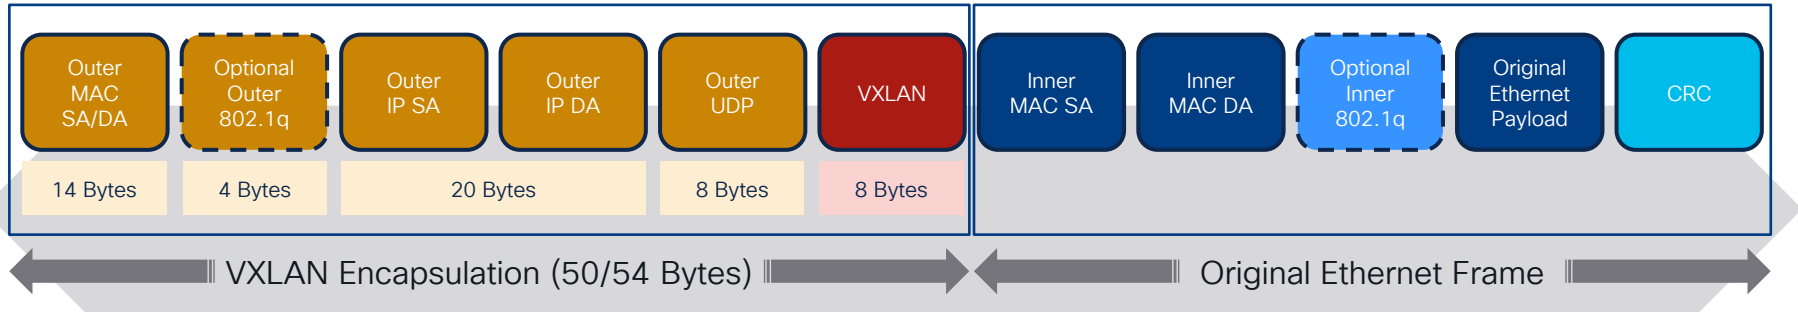 Outer
MAC
SA/DA
Optional
Outer
802.1q
Outer
IP SA
Outer
IP DA
Outer
UDP
VXLAN
Inner
MAC SA
Inner
MAC DA
Optional
Inner
802.1q
Original
Ethernet
Payload
CRC
14 Bytes
4 Bytes
20 Bytes
8 Bytes
8 Bytes
VXLAN Encapsulation (50/54 Bytes)
Original Ethernet Frame